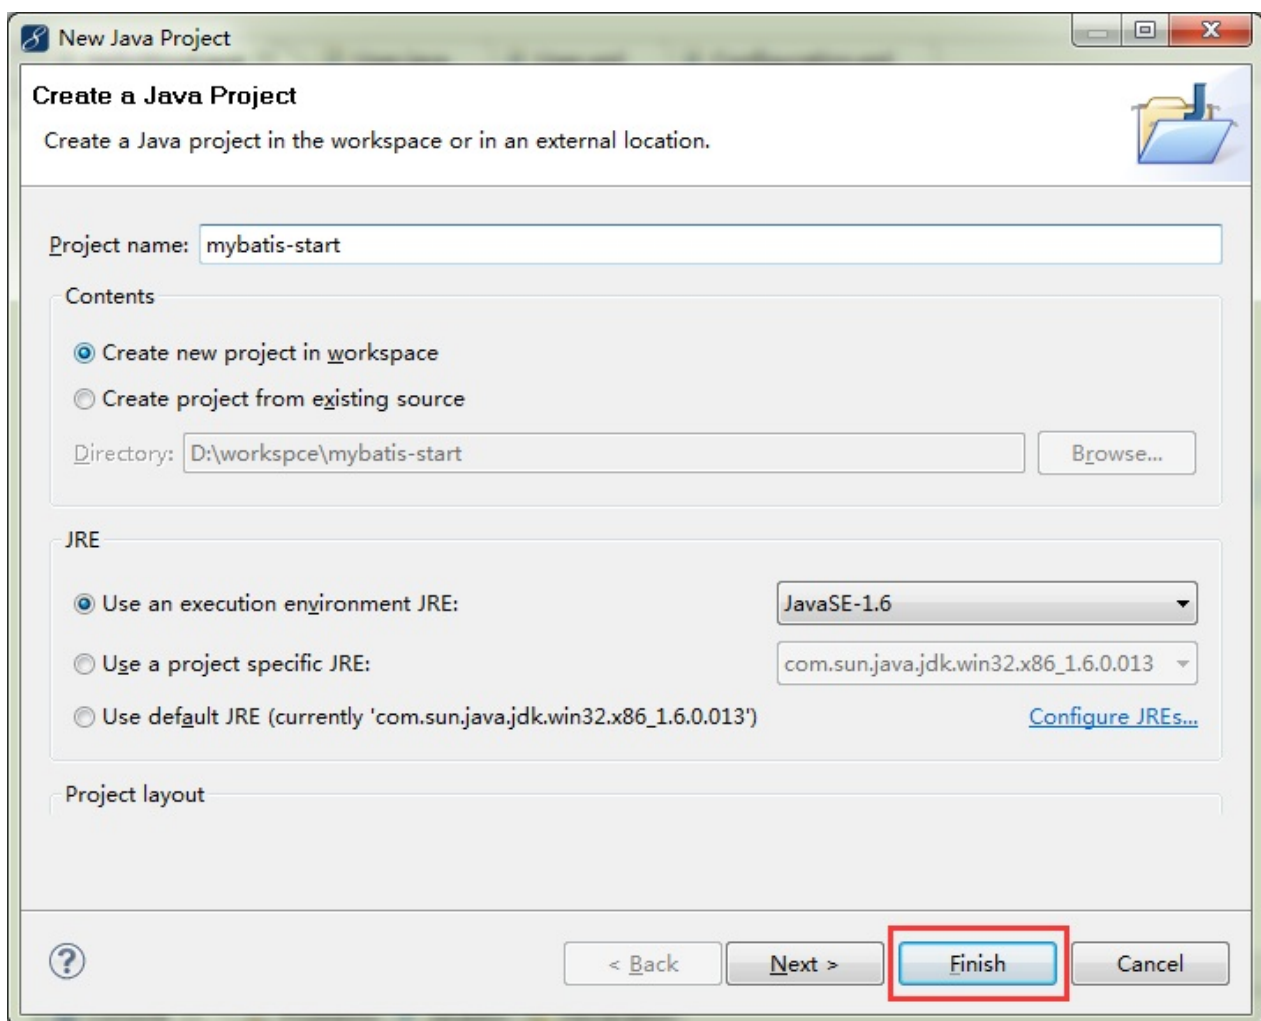 New Java Project
Create a Java Project
Create a Java project in the workspace or in an external location.
Project name: mybatis-start
Contents
Create new project in workspace
Create project from existing source
Directory: D:\workspce\mybatis-start Browse...
JRE
Use an execution environment JRE: JavaSE-1.6
Use a project specific JRE: com.sun.java.jdk.win32.x86_1.6.0.013
Use default JRE (currently 'com.sun.java.jdk.win32.x86_1.6.0.013') Configure JREs...
Project layout
? < Back Next > Finish Cancel